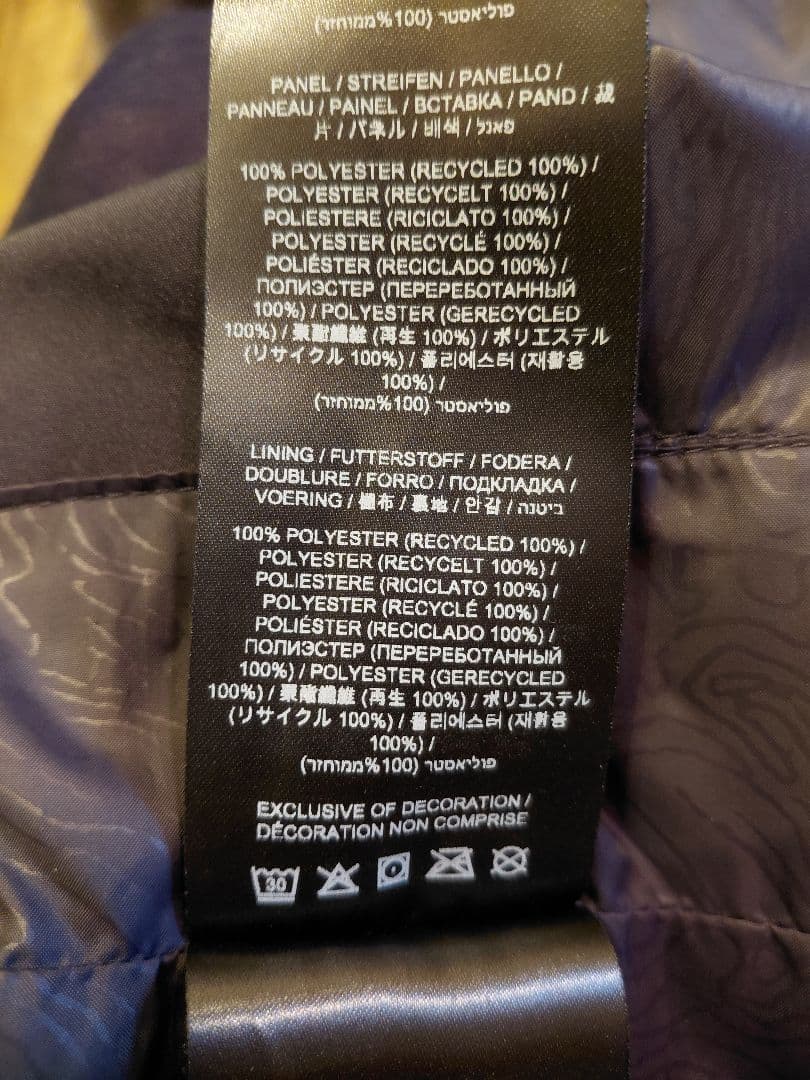 פוליאסטר (100% ממוחזר)
PANEL / STREIFEN / PANELLO /
PANNEAU / PAINEL / ВСТАВКА / PAND / 裁
片 / パネル / 배색 / פאנל
100% POLYESTER (RECYCLED 100%) /
POLYESTER (RECYCELT 100%) /
POLIESTERE (RICICLATO 100%) /
POLYESTER (RECYCLÉ 100%) /
POLIÉSTER (RECICLADO 100%) /
ПОЛИЭСТЕР (ПЕРЕРЕБОТАННЫЙ
100%) / POLYESTER (GERECYCLED
100%) / 聚酯纖維 (再生 100%) / ポリエステル
(リサイクル 100%) / 폴리에스터 (재활용
100%) /
פוליאסטר (100% ממוחזר)
LINING / FUTTERSTOFF / FODERA /
DOUBLURE / FORRO / ПОДКЛАДКА /
VOERING / 裡布 / 裏地 / 안감 / ביטנה
100% POLYESTER (RECYCLED 100%) /
POLYESTER (RECYCELT 100%) /
POLIESTERE (RICICLATO 100%) /
POLYESTER (RECYCLÉ 100%) /
POLIÉSTER (RECICLADO 100%) /
ПОЛИЭСТЕР (ПЕРЕРЕБОТАННЫЙ
100%) / POLYESTER (GERECYCLED
100%) / 聚酯纖維 (再生 100%) / ポリエステル
(リサイクル 100%) / 폴리에스터 (재활용
100%) /
פוליאסטר (100% ממוחזר)
EXCLUSIVE OF DECORATION /
DÉCORATION NON COMPRISE
30